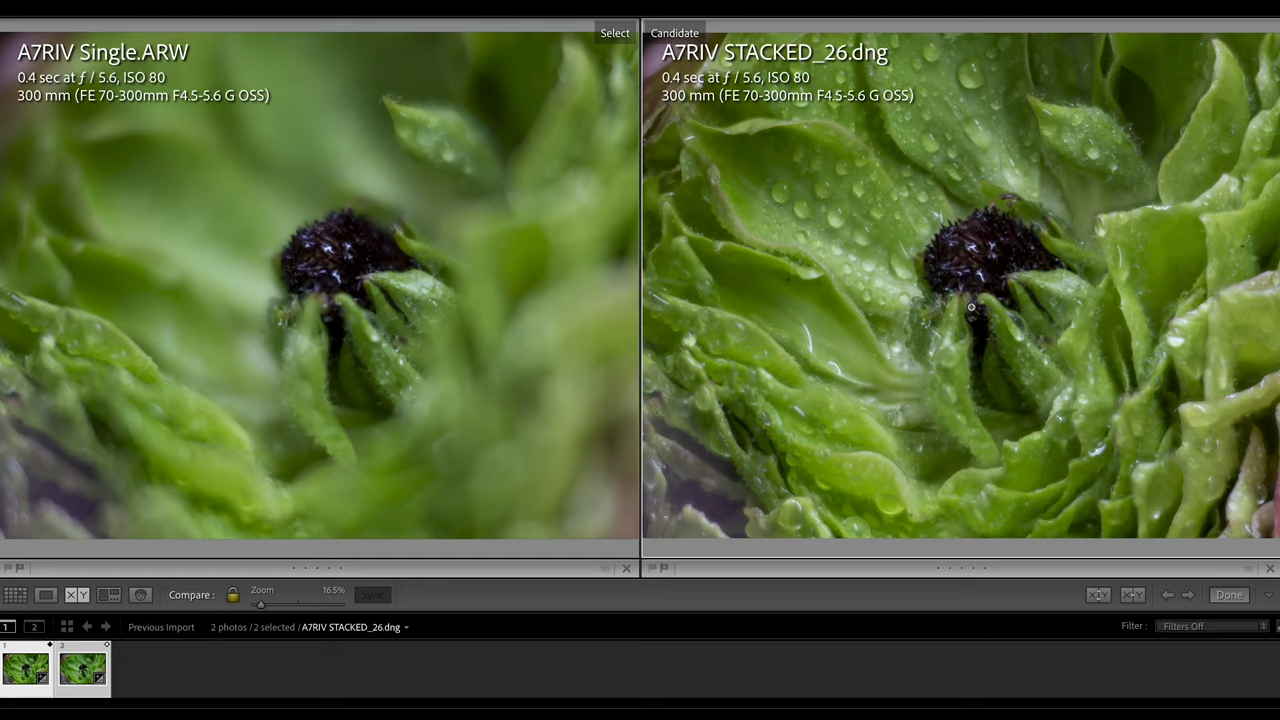 Select
A7RIV Single.ARW
0.4 sec at ƒ / 5.6, ISO 80
300 mm (FE 70-300mm F4.5-5.6 G OSS)
Candidate
A7RIV STACKED_26.dng
0.4 sec at ƒ / 5.6, ISO 80
300 mm (FE 70-300mm F4.5-5.6 G OSS)
X Y
Compare :
Zoom
16.5%
Sync
X Y
X Y
Done
1
2
Previous Import
2 photos / 2 selected / A7RIV STACKED_26.dng
Filter :
Filters Off
1
2